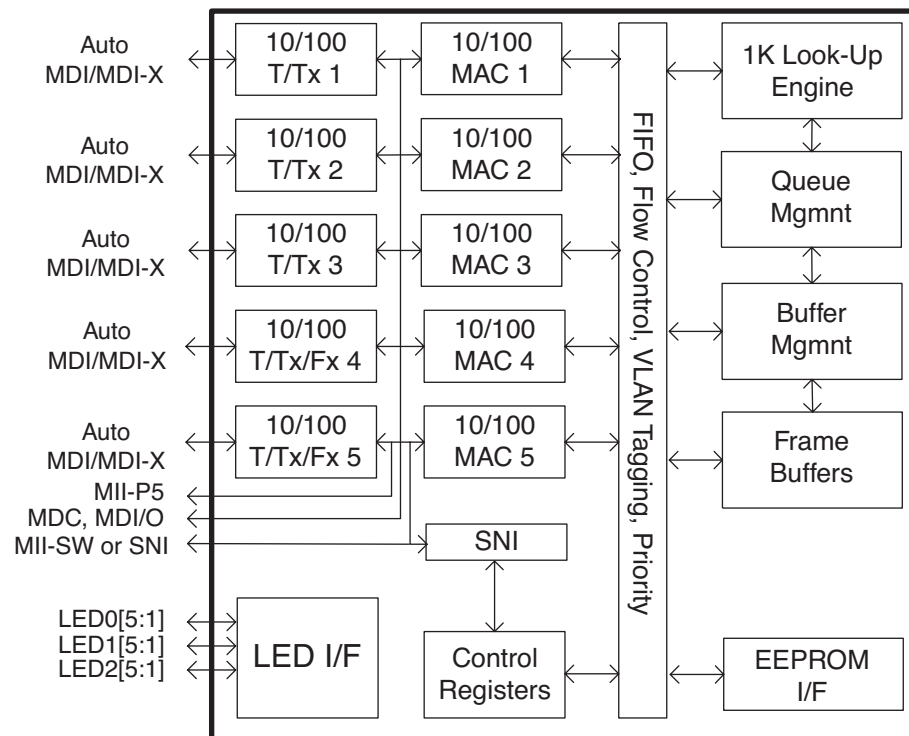 Auto
MDI/MDI-X
10/100
T/Tx 1
10/100
MAC 1
1K Look-Up
Engine
Auto
MDI/MDI-X
10/100
T/Tx 2
10/100
MAC 2
Queue
Mgmnt
Auto
MDI/MDI-X
10/100
T/Tx 3
10/100
MAC 3
Auto
MDI/MDI-X
10/100
T/Tx/Fx 4
10/100
MAC 4
Buffer
Mgmnt
Auto
MDI/MDI-X
10/100
T/Tx/Fx 5
10/100
MAC 5
Frame
Buffers
FIFO, Flow Control, VLAN Tagging, Priority
MII-P5
MDC, MDI/O
MII-SW or SNI
SNI
LED0[5:1]
LED1[5:1]
LED2[5:1]
LED I/F
Control
Registers
EEPROM
I/F